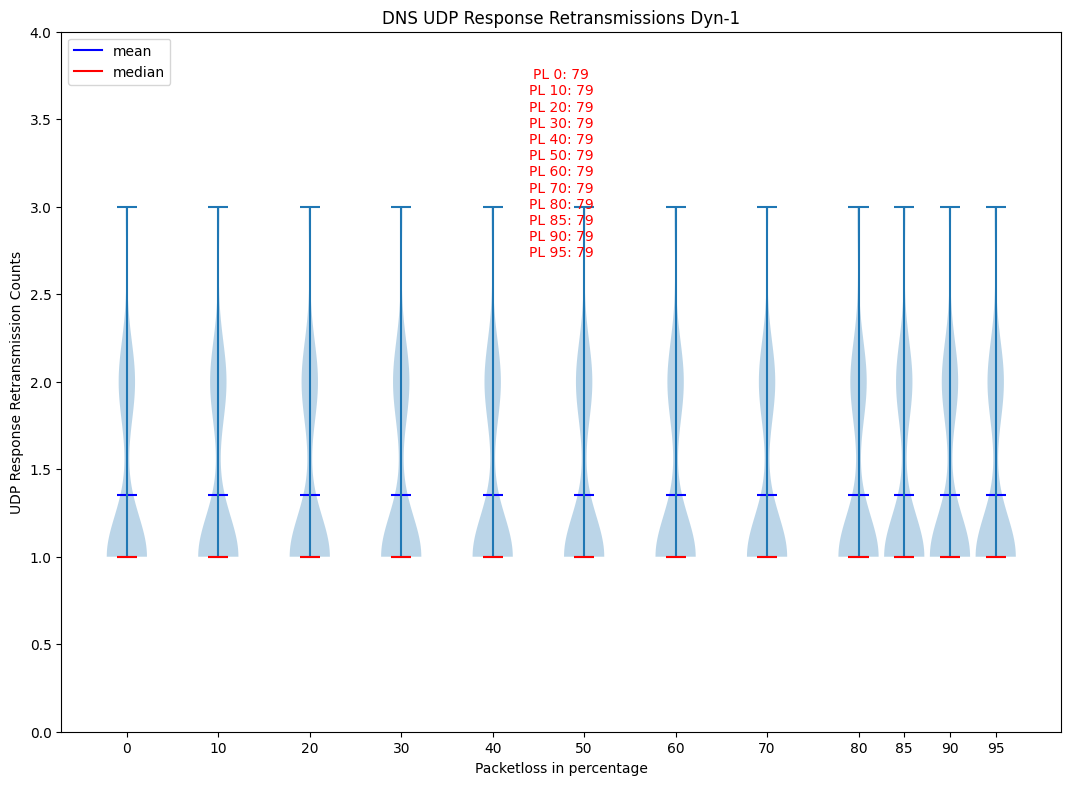 DNS UDP Response Retransmissions Dyn-1
mean
median
PL 0: 79
PL 10: 79
PL 20: 79
PL 30: 79
PL 40: 79
PL 50: 79
PL 60: 79
PL 70: 79
PL 80: 79
PL 85: 79
PL 90: 79
PL 95: 79
UDP Response Retransmission Counts
4.0
3.5
3.0
2.5
2.0
1.5
1.0
0.5
0.0
0 10 20 30 40 50 60 70 80 85 90 95
Packetloss in percentage